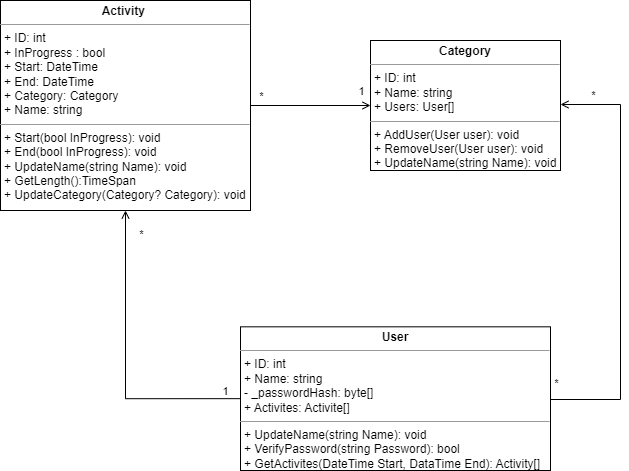 Activity
+ ID: int
+ InProgress : bool
+ Start: DateTime
+ End: DateTime
+ Category: Category
+ Name: string
+ Start(bool InProgress): void
+ End(bool InProgress): void
+ UpdateName(string Name): void
+ GetLength():TimeSpan
+ UpdateCategory(Category? Category): void
*
1
Category
+ ID: int
+ Name: string
+ Users: User[]
+ AddUser(User user): void
+ RemoveUser(User user): void
+ UpdateName(string Name): void
*
*
1
User
+ ID: int
+ Name: string
- _passwordHash: byte[]
+ Activites: Activite[]
+ UpdateName(string Name): void
+ VerifyPassword(string Password): bool
+ GetActivites(DateTime Start, DataTime End): Activity[]
*